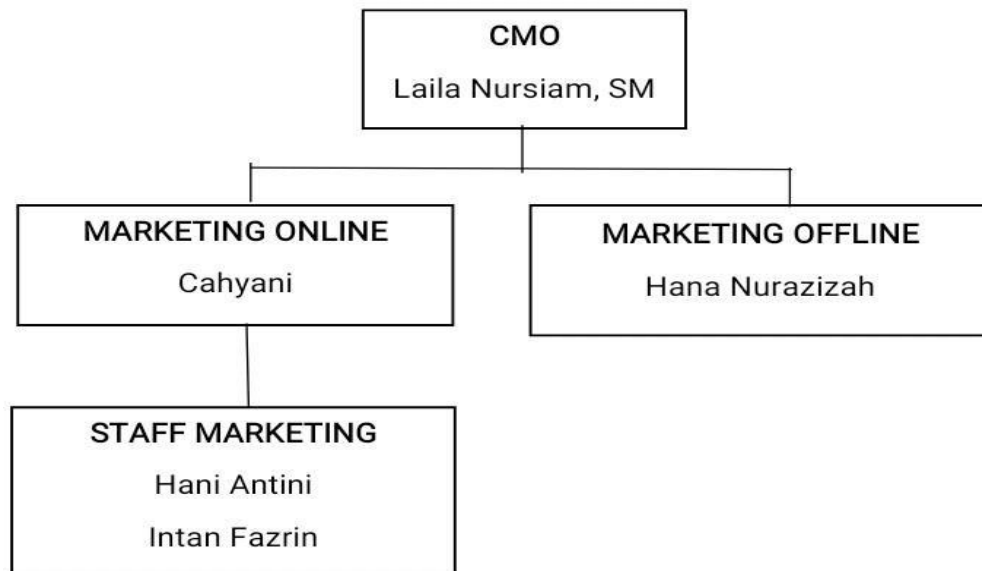 CMO
Laila Nursiam, SM
MARKETING ONLINE
Cahyani
MARKETING OFFLINE
Hana Nurazizah
STAFF MARKETING
Hani Antini
Intan Fazrin